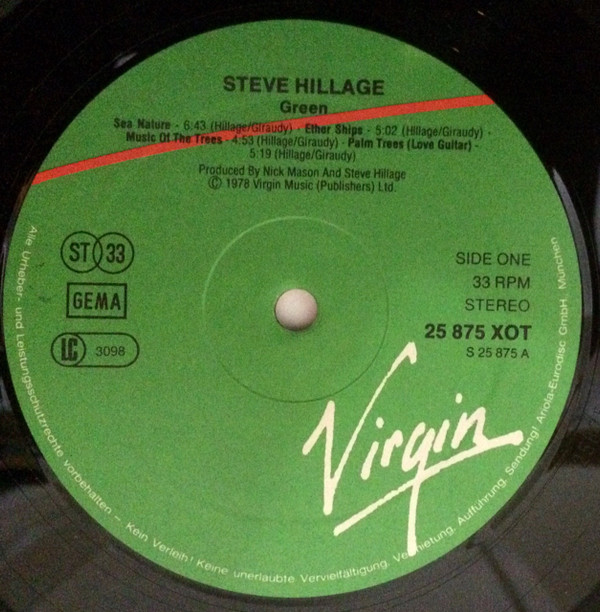 STEVE HILLAGE
Green
Sea Nature - 6:43 (Hillage/Giraudy) - Ether Ships - 5:02 (Hillage/Giraudy) -
Music Of The Trees - 4:53 (Hillage/Giraudy) - Palm Trees (Love Guitar) -
5:19 (Hillage/Giraudy)
Produced By Nick Mason And Steve Hillage
Ⓒ 1978 Virgin Music (Publishers) Ltd.
ST 33
GEMA
LC 3098
SIDE ONE
33 RPM
STEREO
25 875 XOT
S 25 875 A
Virgin
Alle Urheber- und Leistungsschutzrechte vorbehalten – Kein Verleih! Keine unerlaubte Vervielfältigung, Vermietung, Aufführung, Sendung! Ariola-Eurodisc GmbH, München